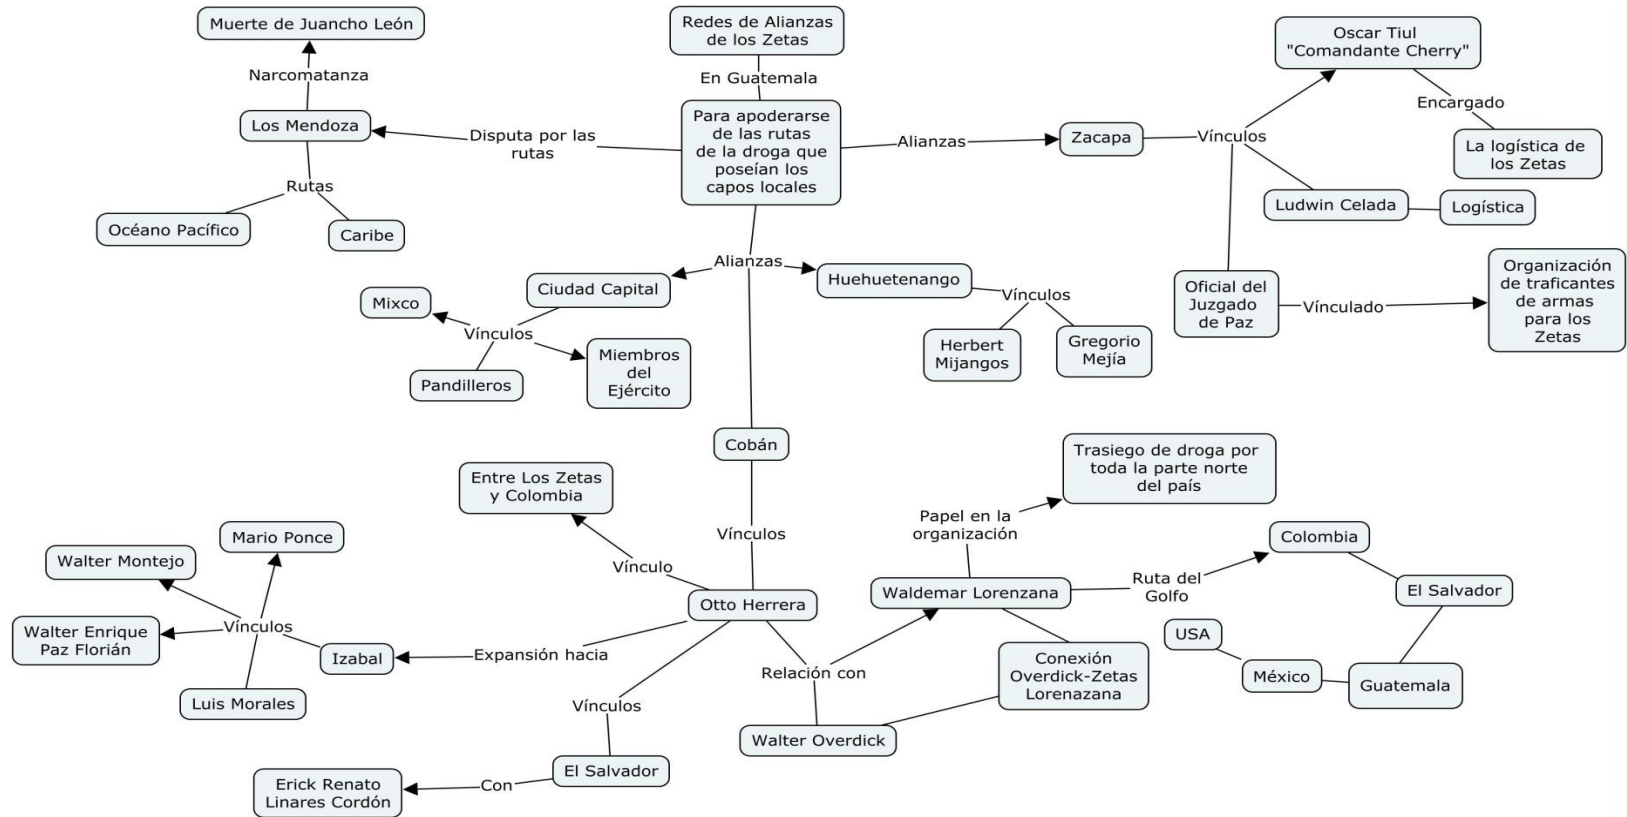 Muerte de Juancho León
Redes de Alianzas
de los Zetas
Oscar Tiul
"Comandante Cherry"
Narcomatanza
En Guatemala
Encargado
Los Mendoza
Disputa por las
rutas
Para apoderarse
de las rutas
de la droga que
poseían los
capos locales
Alianzas
Zacapa
Vínculos
La logística de
los Zetas
Rutas
Océano Pacífico
Caribe
Ludwin Celada
Logística
Alianzas
Ciudad Capital
Huehuetenango
Mixco
Vínculos
Pandilleros
Miembros
del
Ejército
Vínculos
Herbert
Mijangos
Gregorio
Mejía
Oficial del
Juzgado
de Paz
Vínculado
Organización
de traficantes
de armas
para los
Zetas
Cobán
Entre Los Zetas
y Colombia
Trasiego de droga por
toda la parte norte
del país
Vínculos
Papel en la
organización
Mario Ponce
Walter Montejo
Vínculo
Colombia
Otto Herrera
Waldemar Lorenzana
Ruta del
Golfo
El Salvador
Walter Enrique
Paz Florián
Vínculos
Izabal
Expansión hacia
Relación con
Conexión
Overdick-Zetas
Lorenazana
USA
México
Guatemala
Luis Morales
Vínculos
Walter Overdick
El Salvador
Con
Erick Renato
Linares Cordón